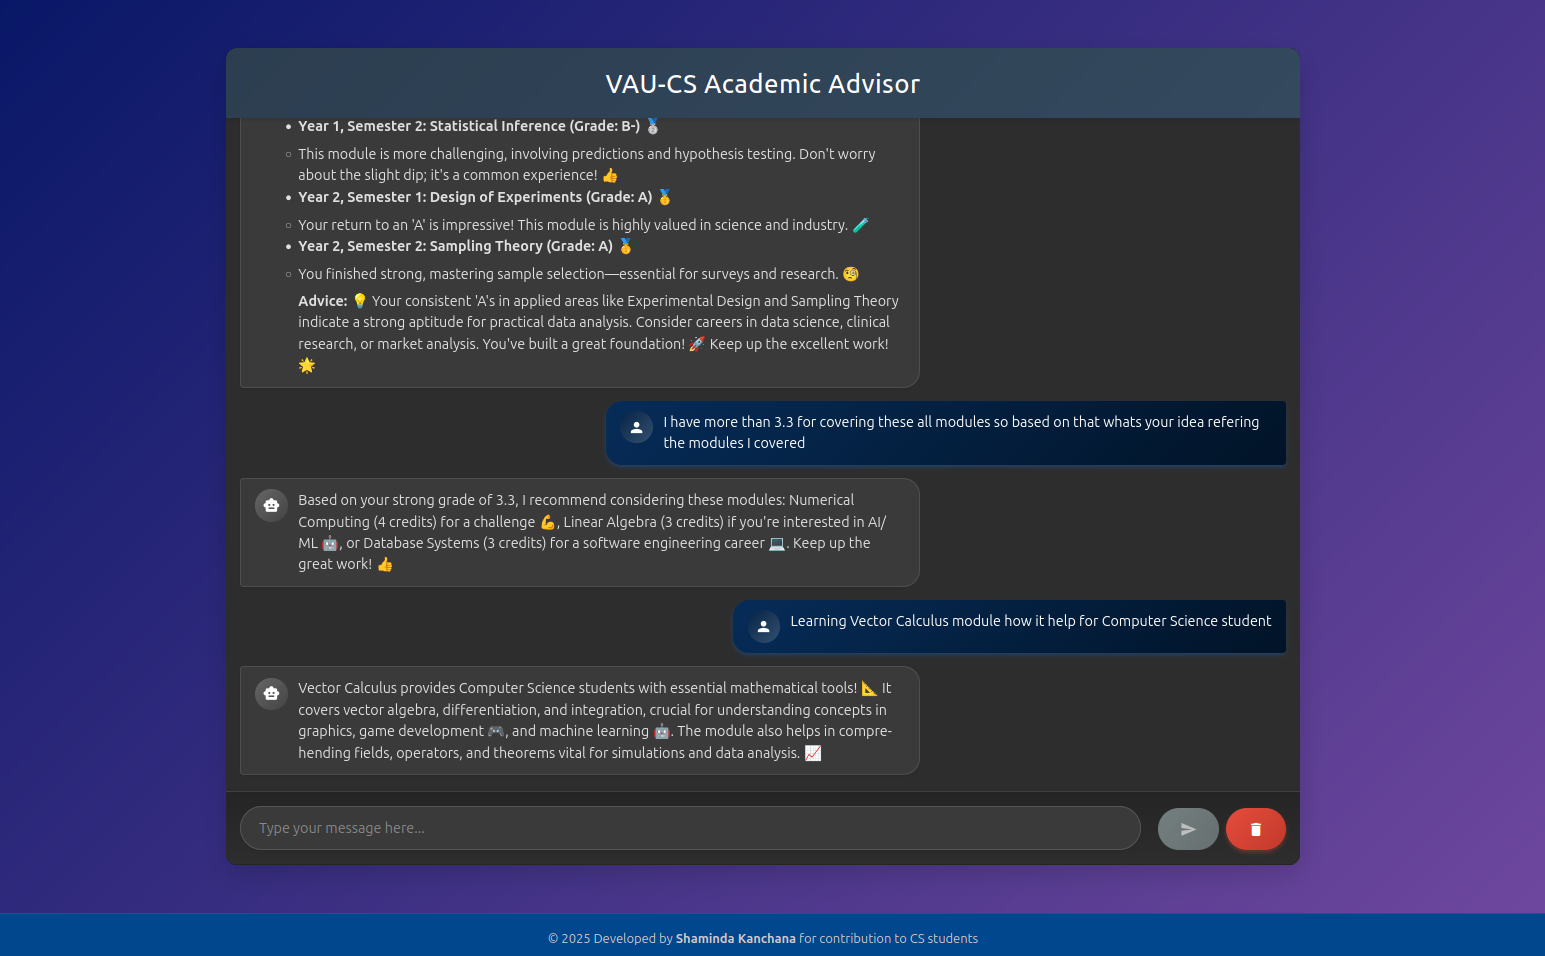 VAU-CS Academic Advisor
• Year 1, Semester 2: Statistical Inference (Grade: B-) 🥈
○ This module is more challenging, involving predictions and hypothesis testing. Don't worry
about the slight dip; it's a common experience! 👍
• Year 2, Semester 1: Design of Experiments (Grade: A) 🥇
○ Your return to an 'A' is impressive! This module is highly valued in science and industry. 🧪
• Year 2, Semester 2: Sampling Theory (Grade: A) 🥇
○ You finished strong, mastering sample selection—essential for surveys and research. 🧐
Advice: 💡 Your consistent 'A's in applied areas like Experimental Design and Sampling Theory
indicate a strong aptitude for practical data analysis. Consider careers in data science, clinical
research, or market analysis. You've built a great foundation! 🚀 Keep up the excellent work!
🌟
I have more than 3.3 for covering these all modules so based on that whats your idea refering
the modules I covered
Based on your strong grade of 3.3, I recommend considering these modules: Numerical
Computing (4 credits) for a challenge 💪, Linear Algebra (3 credits) if you're interested in AI/
ML 🤖, or Database Systems (3 credits) for a software engineering career 💻. Keep up the
great work! 👍
Learning Vector Calculus module how it help for Computer Science student
Vector Calculus provides Computer Science students with essential mathematical tools! 📐 It
covers vector algebra, differentiation, and integration, crucial for understanding concepts in
graphics, game development 🎮, and machine learning 🤖. The module also helps in compre-
hending fields, operators, and theorems vital for simulations and data analysis. 📈
Type your message here...
© 2025 Developed by Shaminda Kanchana for contribution to CS students